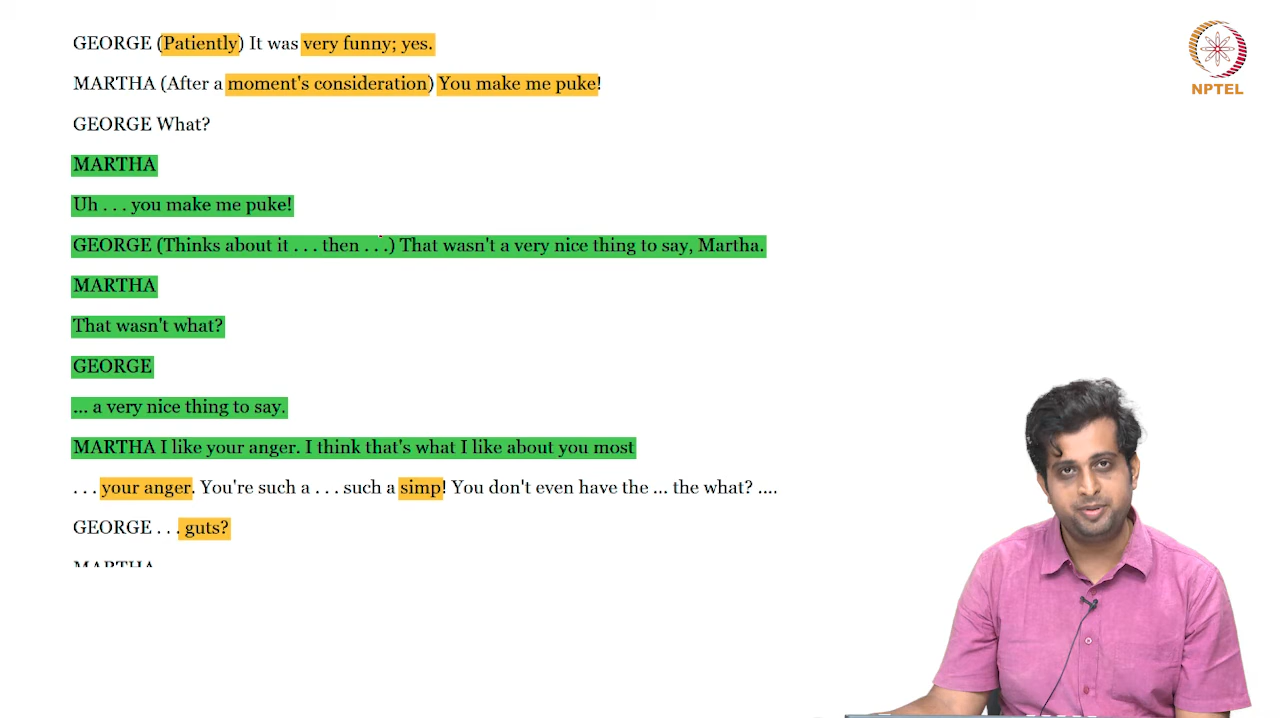 GEORGE (Patiently) It was very funny; yes.
MARTHA (After a moment's consideration) You make me puke!
GEORGE What?
MARTHA
Uh . . . you make me puke!
GEORGE (Thinks about it . . . then . . .) That wasn't a very nice thing to say, Martha.
MARTHA
That wasn't what?
GEORGE
... a very nice thing to say.
MARTHA I like your anger. I think that's what I like about you most
. . . your anger. You're such a . . . such a simp! You don't even have the ... the what? ....
GEORGE . . . guts?
MARTHA
NPTEL